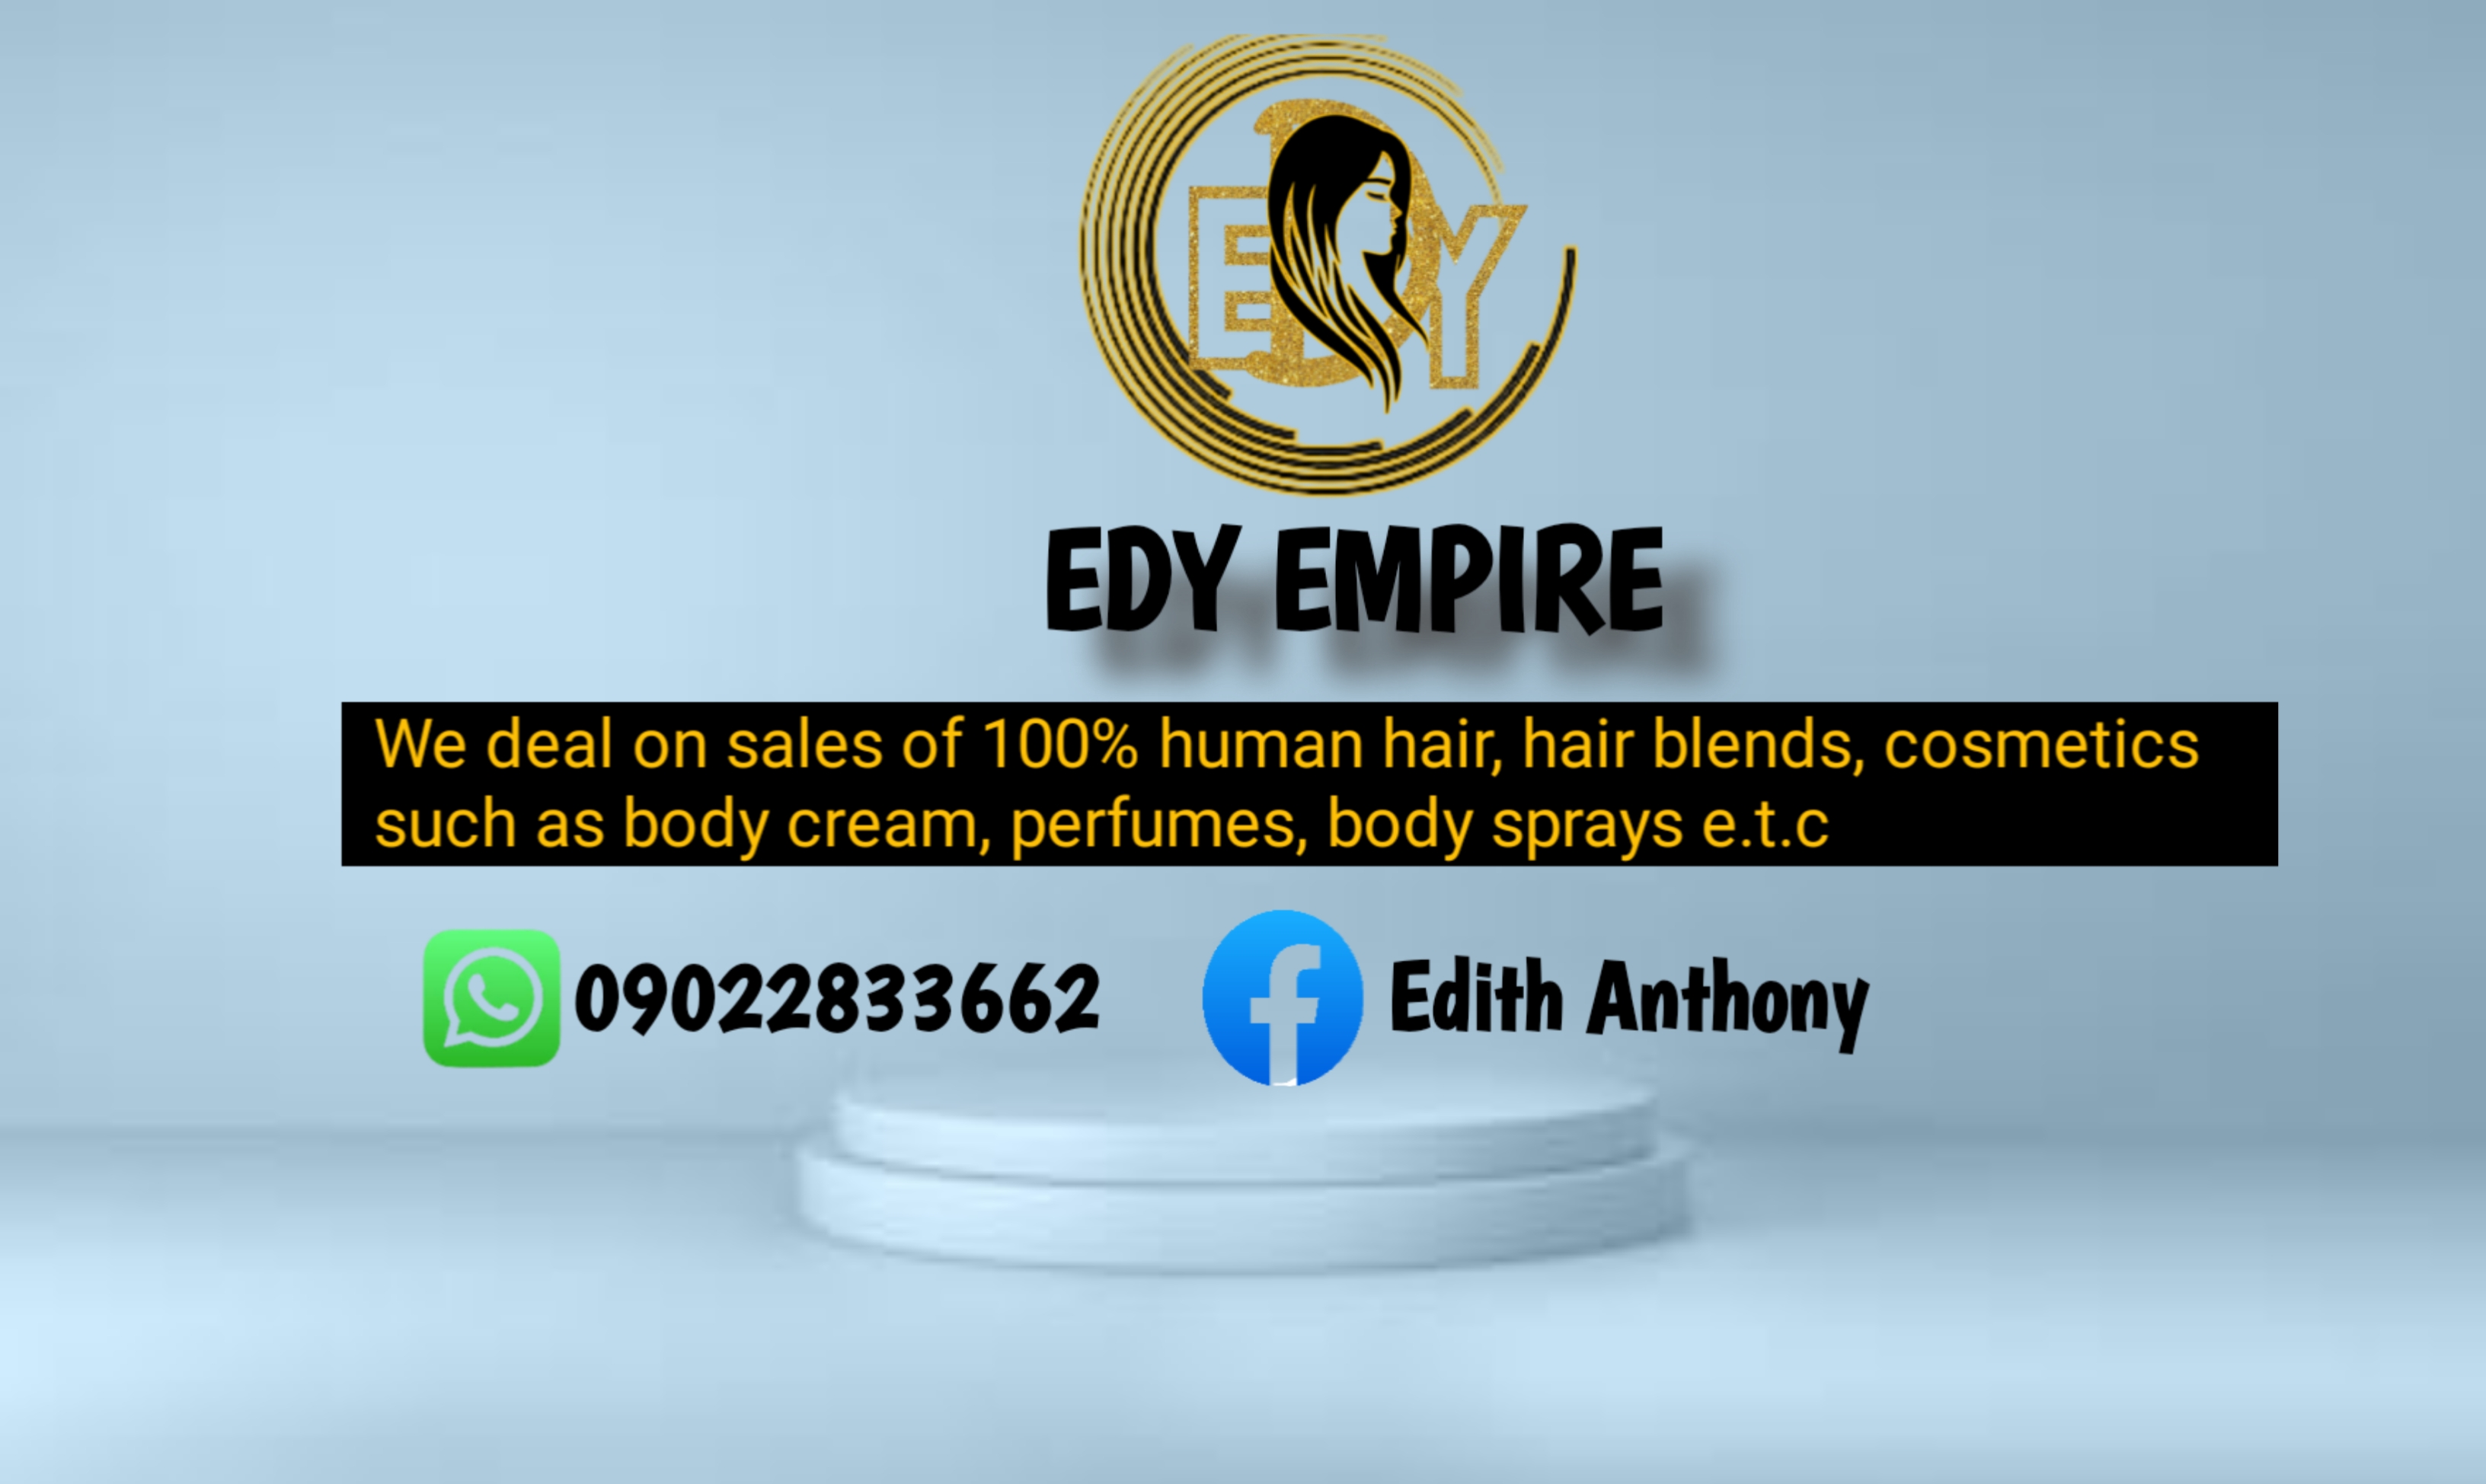 EDY
EDY EMPIRE
We deal on sales of 100% human hair, hair blends, cosmetics
such as body cream, perfumes, body sprays e.t.c
09022833662 Edith Anthony